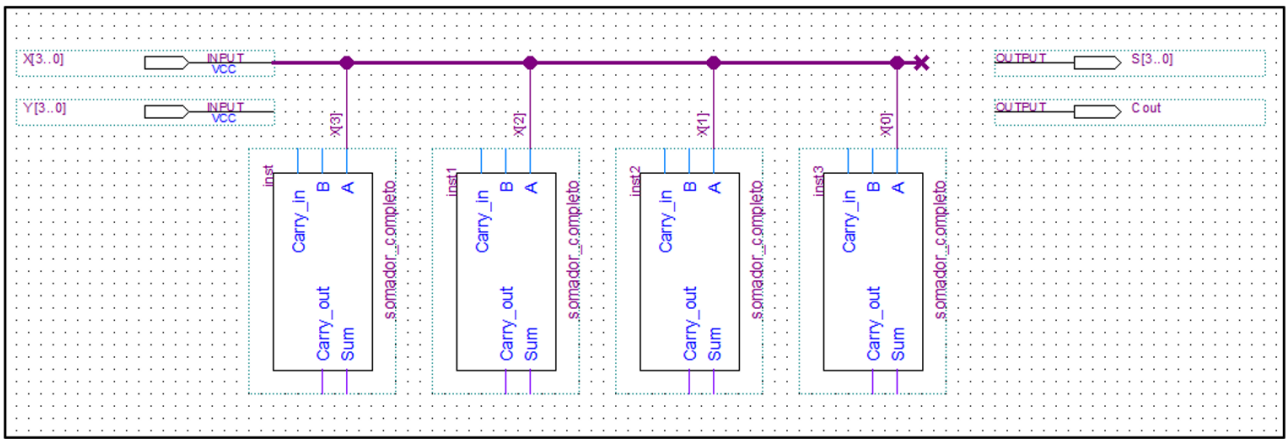 X[3..0] INPUT VCC OUTPUT S[3..0]
Y[3..0] INPUT VCC OUTPUT C out
X[3] X[2] X[1] X[0]
inst Carry_in B A Carry_out Sum somador_completo
inst1 Carry_in B A Carry_out Sum somador_completo
inst2 Carry_in B A Carry_out Sum somador_completo
inst3 Carry_in B A Carry_out Sum somador_completo